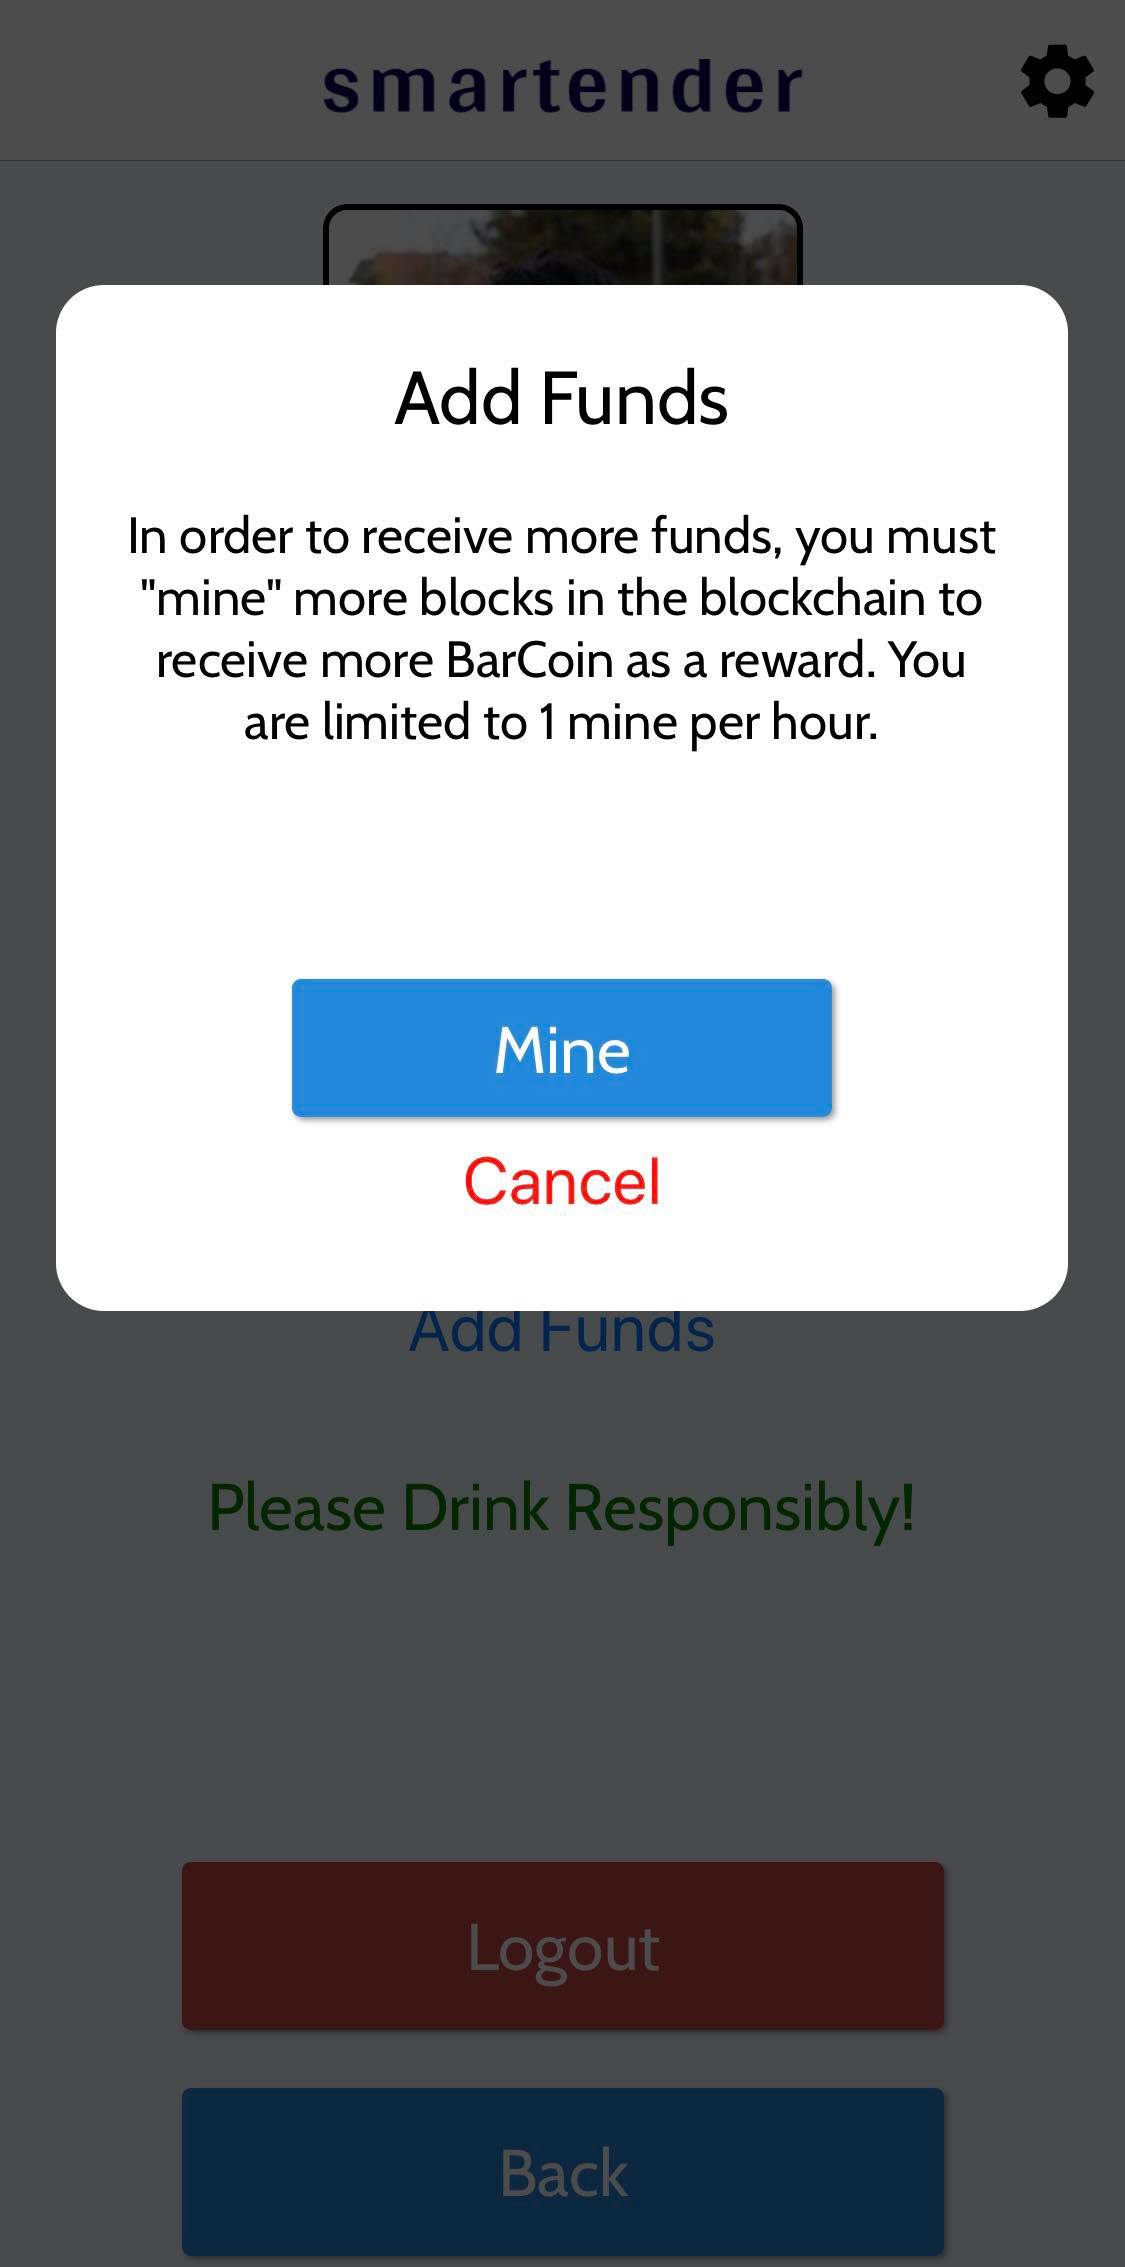 smartender
Add Funds
In order to receive more funds, you must
"mine" more blocks in the blockchain to
receive more BarCoin as a reward. You
are limited to 1 mine per hour.
Mine
Cancel
Add Funds
Please Drink Responsibly!
Logout
Back